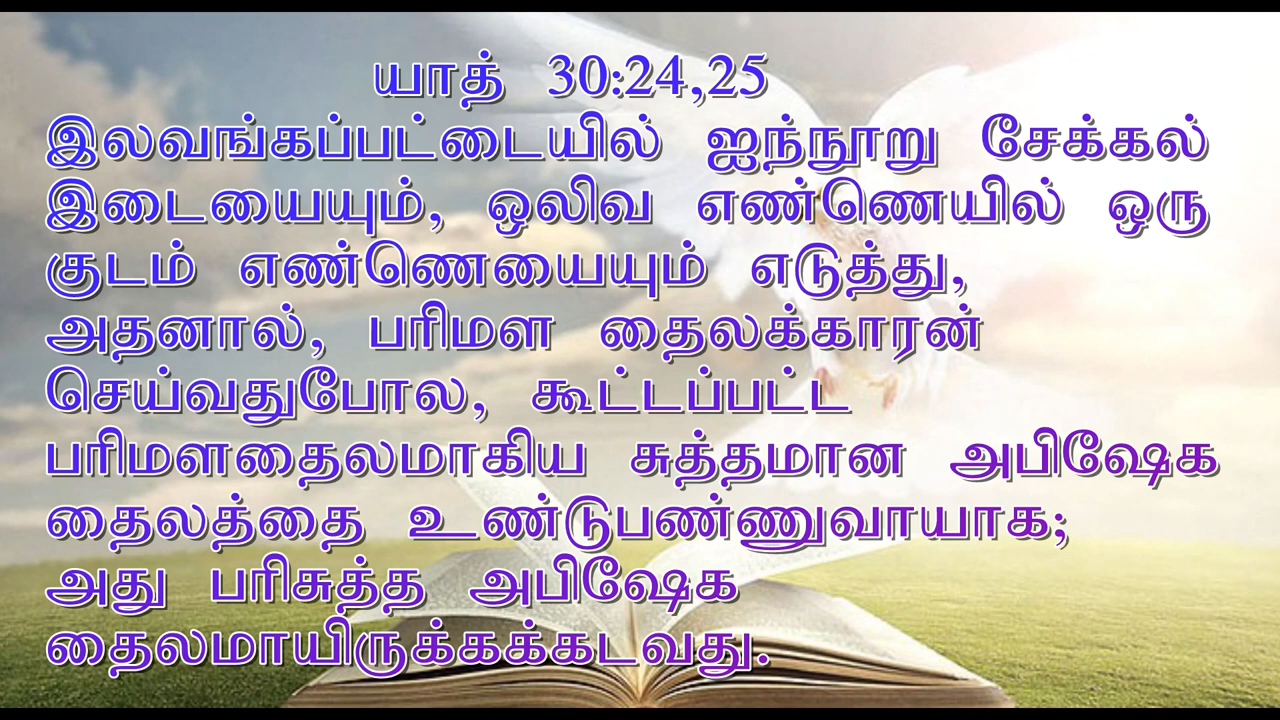 யாத் 30:24,25
இலவங்கப்பட்டையில் ஐந்நூறு சேக்கல்
இடையையும், ஒலிவ எண்ணெயில் ஒரு
குடம் எண்ணெயையும் எடுத்து,
அதனால், பரிமள தைலக்காரன்
செய்வதுபோல, கூட்டப்பட்ட
பரிமளதைலமாகிய சுத்தமான அபிஷேக
தைலத்தை உண்டுபண்ணுவாயாக;
அது பரிசுத்த அபிஷேக
தைலமாயிருக்கக்கடவது.